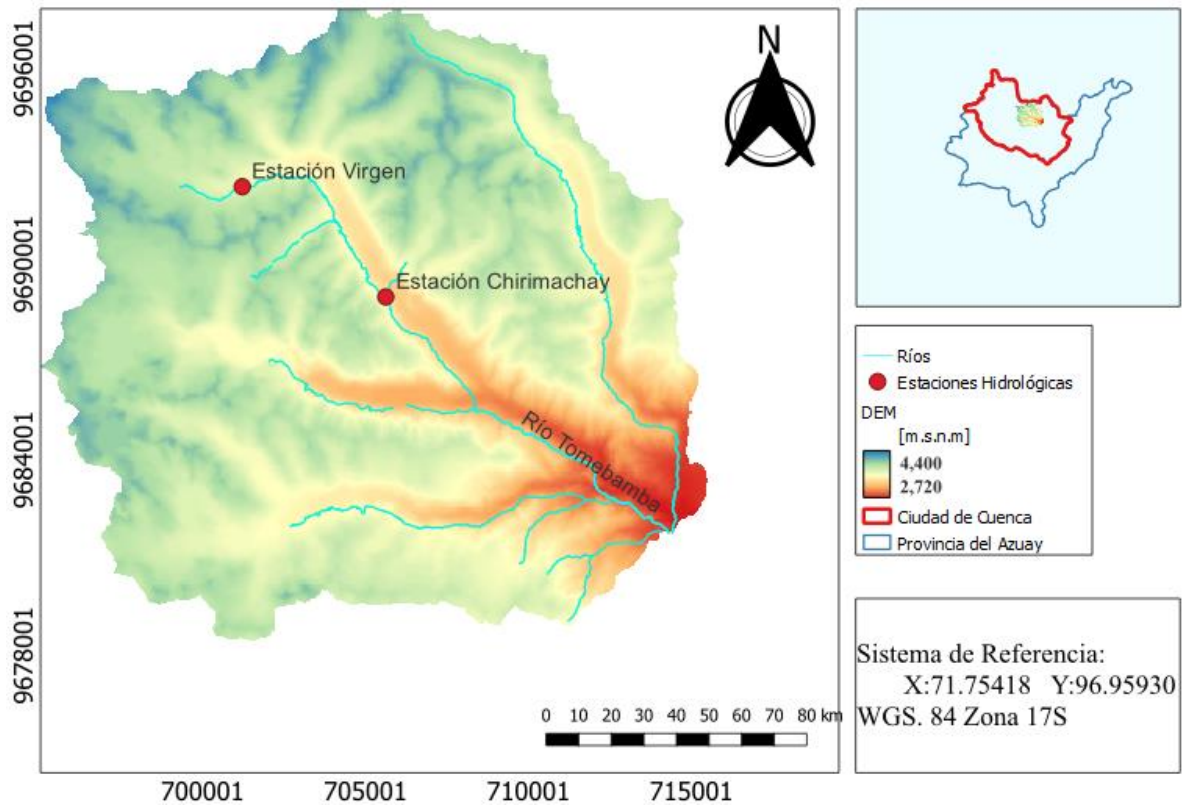 N
Estación Virgen
Estación Chirimachay
Río Tomebamba
9696001
9690001
9684001
9678001
700001 705001 710001 715001
0 10 20 30 40 50 60 70 80 km
Ríos
Estaciones Hidrológicas
DEM
[m.s.n.m]
4,400
2,720
Ciudad de Cuenca
Provincia del Azuay
Sistema de Referencia:
X:71.75418 Y:96.95930
WGS. 84 Zona 17S